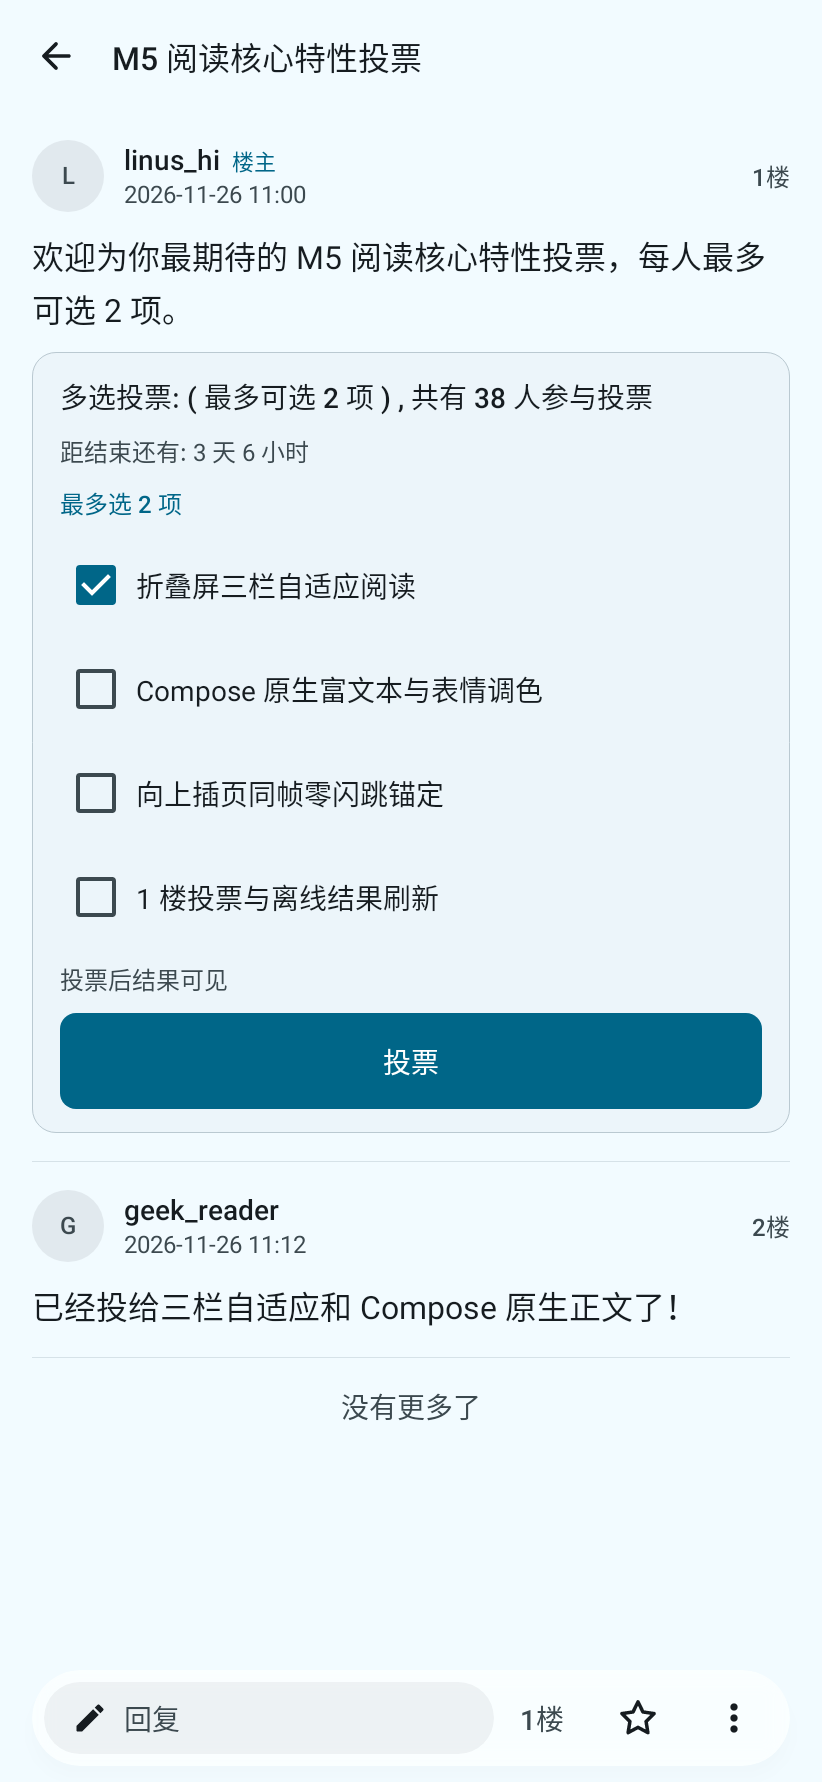 M5 阅读核心特性投票
L
linus_hi 楼主
2026-11-26 11:00
1楼
欢迎为你最期待的 M5 阅读核心特性投票，每人最多
可选 2 项。
多选投票: ( 最多可选 2 项 ) , 共有 38 人参与投票
距结束还有: 3 天 6 小时
最多选 2 项
折叠屏三栏自适应阅读
Compose 原生富文本与表情调色
向上插页同帧零闪跳锚定
1 楼投票与离线结果刷新
投票后结果可见
投票
G
geek_reader
2026-11-26 11:12
2楼
已经投给三栏自适应和 Compose 原生正文了！
没有更多了
回复
1楼